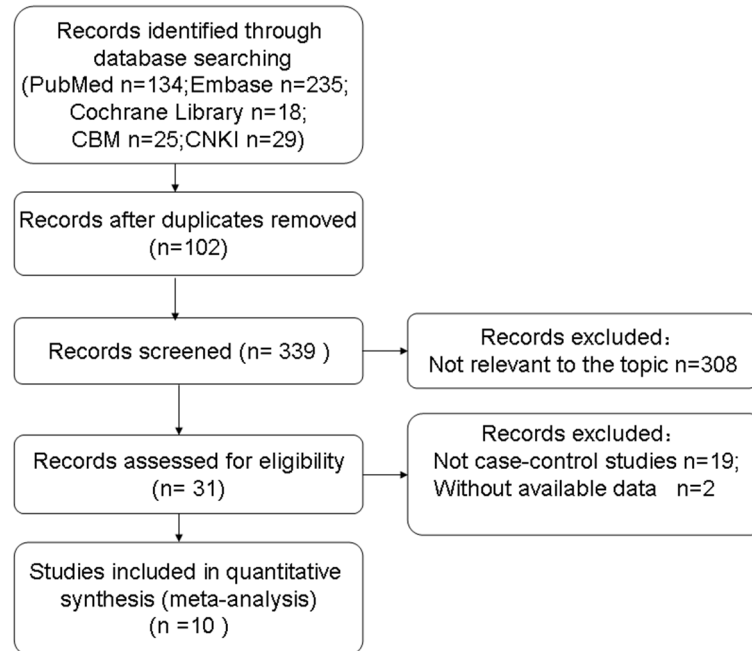 Records identified through
database searching
(PubMed n=134;Embase n=235;
Cochrane Library n=18;
CBM n=25;CNKI n=29)
Records after duplicates removed
(n=102)
Records screened (n= 339 )
Records excluded：
Not relevant to the topic n=308
Records assessed for eligibility
(n= 31)
Records excluded：
Not case-control studies n=19;
Without available data n=2
Studies included in quantitative
synthesis (meta-analysis)
(n =10 )